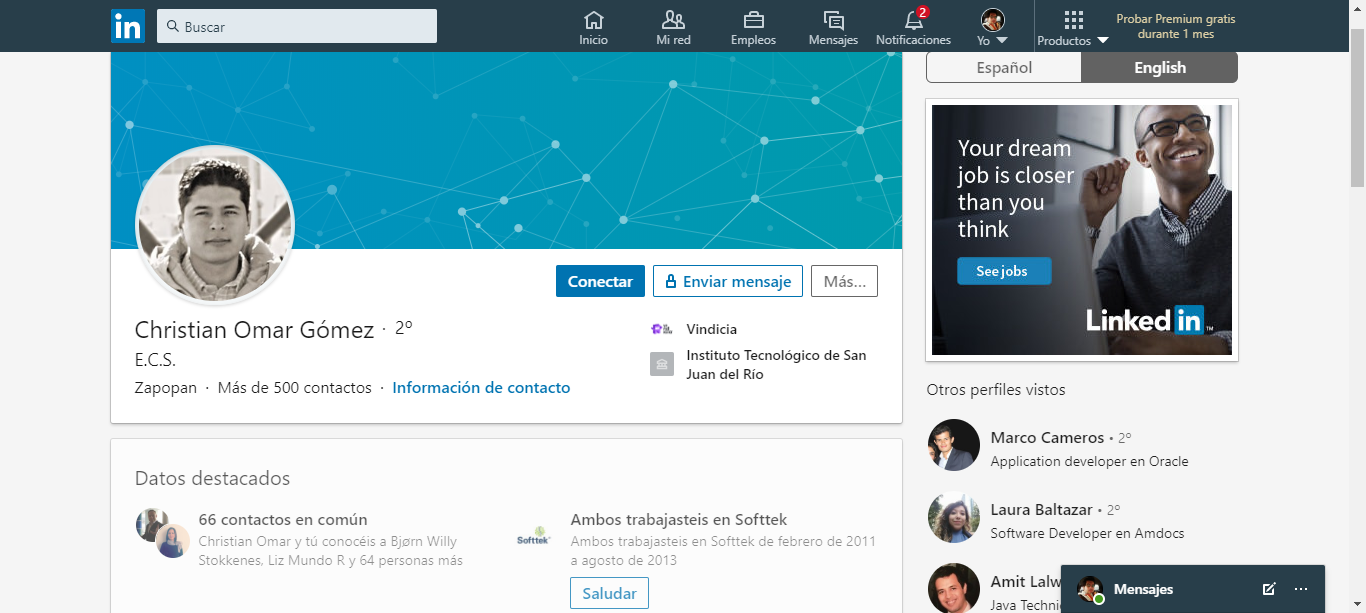 in
Buscar
Inicio
Mi red
Empleos
Mensajes
2
Notificaciones
Yo
Productos
Probar Premium gratis
durante 1 mes
Español
English
Your dream
job is closer
than you
think
See jobs
Linked in ™
Conectar
Enviar mensaje
Más...
Christian Omar Gómez · 2º
E.C.S.
Zapopan · Más de 500 contactos · Información de contacto
Vindicia
Instituto Tecnológico de San
Juan del Río
Datos destacados
66 contactos en común
Christian Omar y tú conocéis a Bjørn Willy
Stokkenes, Liz Mundo R y 64 personas más
Softtek
Ambos trabajasteis en Softtek
Ambos trabajasteis en Softtek de febrero de 2011
a agosto de 2013
Saludar
Otros perfiles vistos
Marco Cameros • 2º
Application developer en Oracle
Laura Baltazar • 2º
Software Developer en Amdocs
Amit Lalw
Java Techni
Mensajes